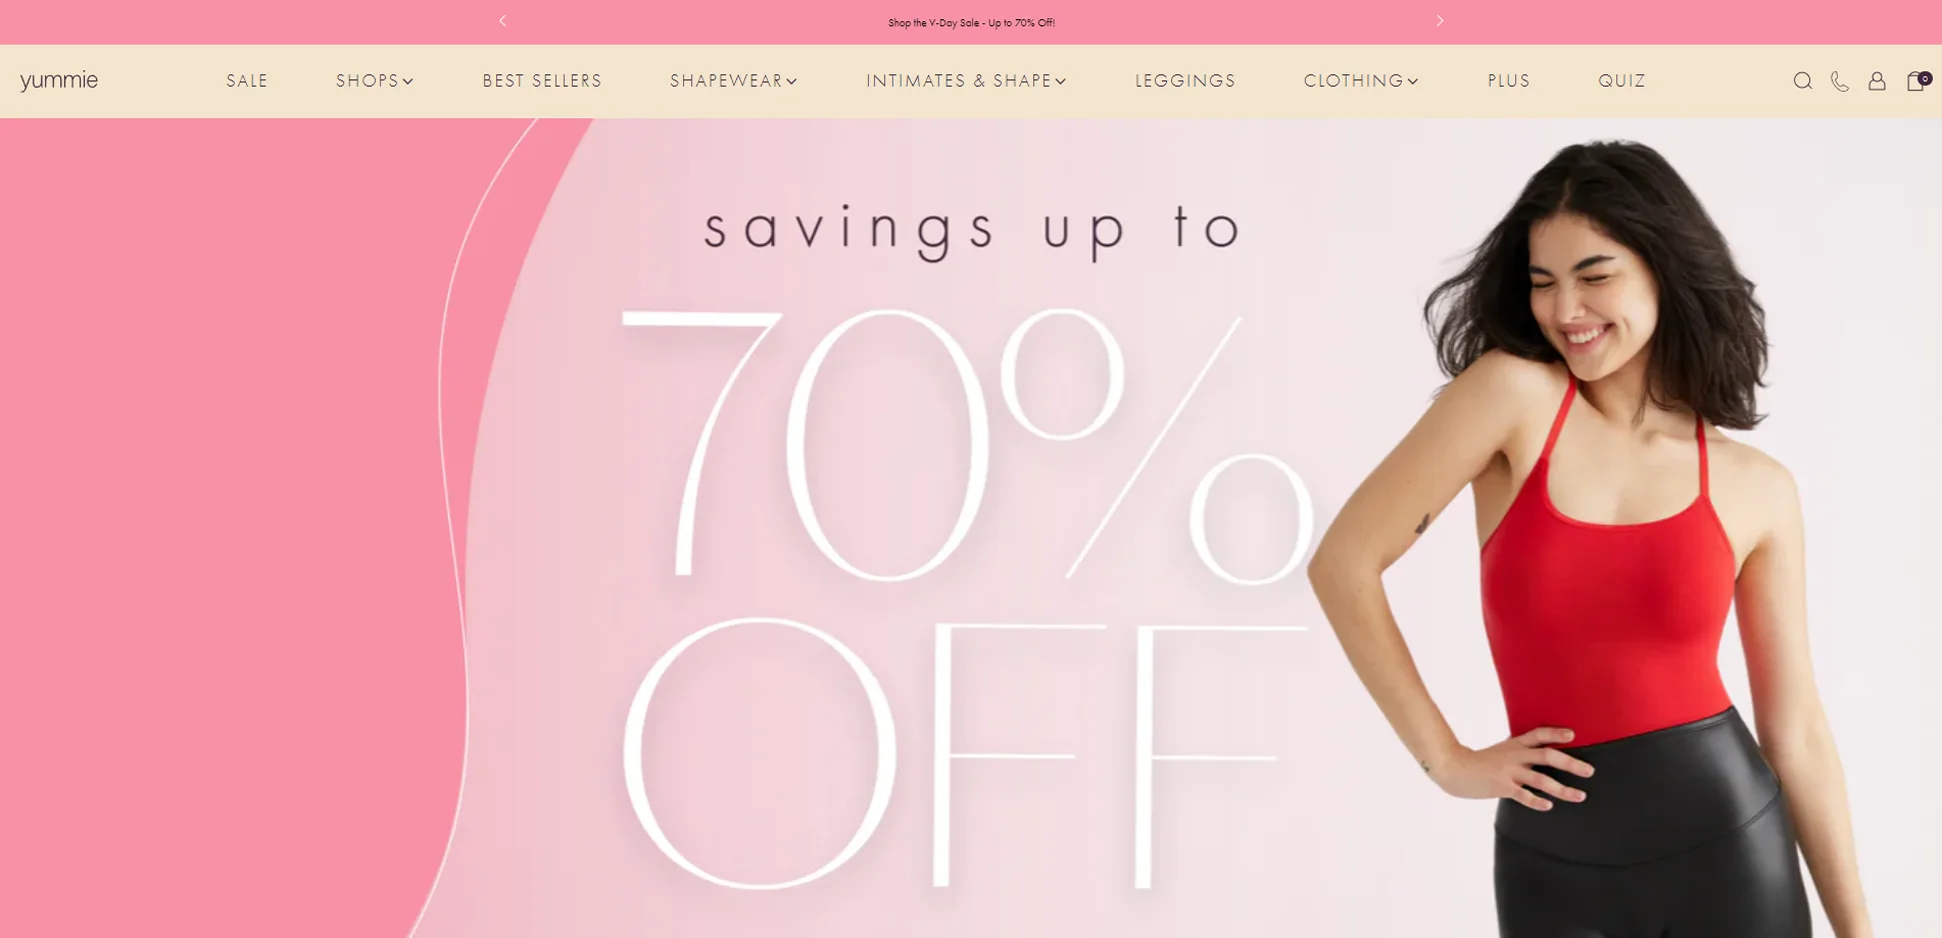 Shop the V-Day Sale - Up to 70% Off!
yummie
SALE
SHOPS
BEST SELLERS
SHAPEWEAR
INTIMATES & SHAPE
LEGGINGS
CLOTHING
PLUS
QUIZ
0
savings up to
70%
OFF